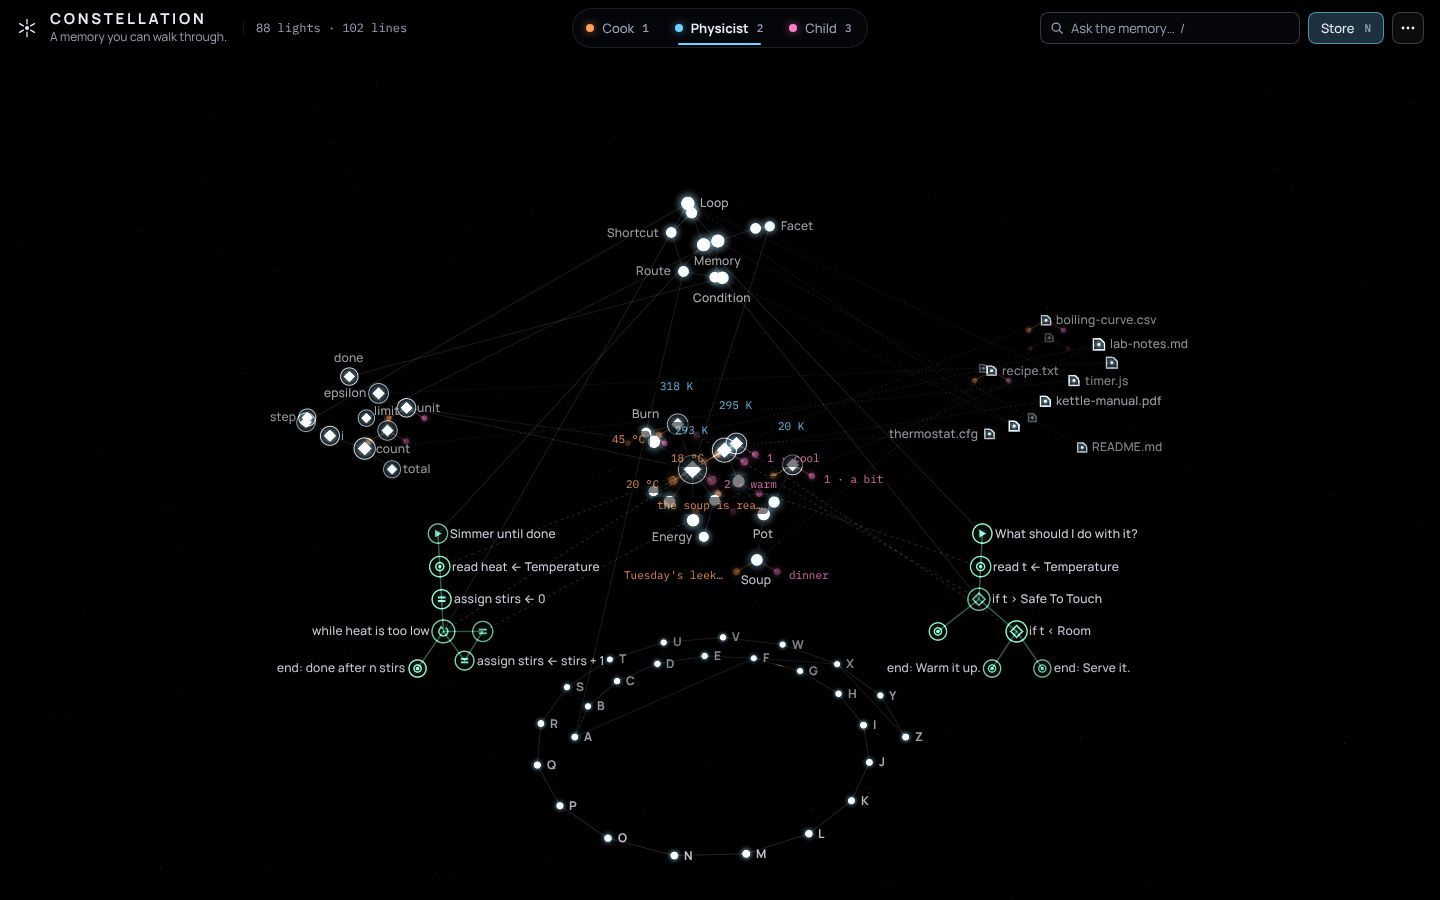 CONSTELLATION
A memory you can walk through.
88 lights · 102 lines
Cook 1
Physicist 2
Child 3
Ask the memory… /
Store N
Loop
Shortcut
Facet
Memory
Route
Condition
boiling-curve.csv
lab-notes.md
recipe.txt
timer.js
kettle-manual.pdf
thermostat.cfg
README.md
done
epsilon
limit
unit
step
i
count
total
318 K
295 K
Burn
293 K
20 K
45 °C
18 °C
1 · cool
20 °C
2 · warm
1 · a bit
the soup is rea…
Energy
Pot
Tuesday's leek…
Soup
dinner
Simmer until done
read heat ← Temperature
assign stirs ← 0
while heat is too low
assign stirs ← stirs + 1
end: done after n stirs
What should I do with it?
read t ← Temperature
if t > Safe To Touch
if t < Room
end: Warm it up.
end: Serve it.
U
V
W
T
D
E
F
G
X
S
C
B
H
Y
R
A
I
Z
Q
J
P
K
O
L
N
M